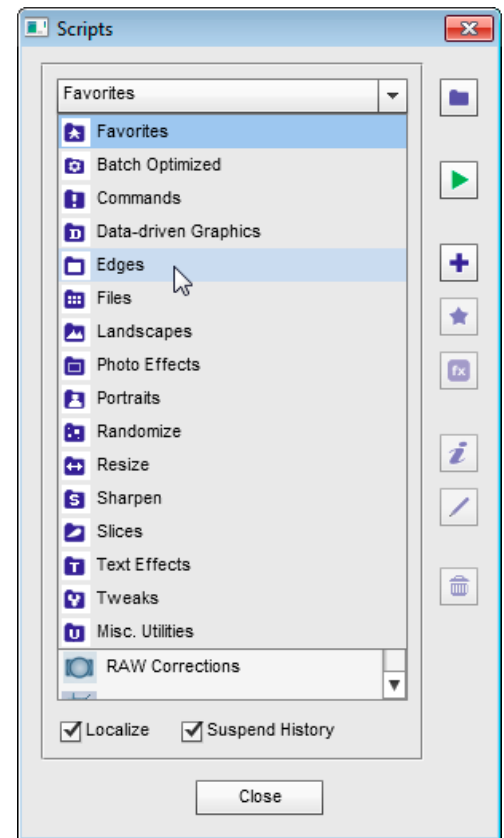 Scripts
Favorites
Favorites
Batch Optimized
Commands
Data-driven Graphics
Edges
Files
Landscapes
Photo Effects
Portraits
Randomize
Resize
Sharpen
Slices
Text Effects
Tweaks
Misc. Utilities
RAW Corrections
Localize Suspend History
Close